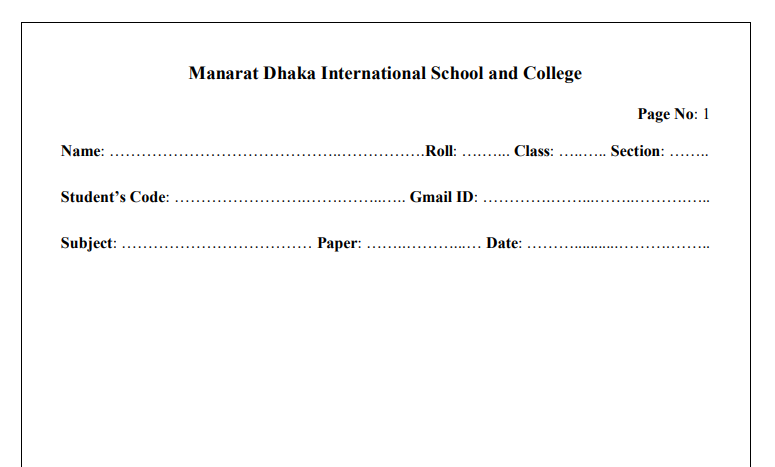 Manarat Dhaka International School and College
Page No: 1
Name: …………………………………….…………….Roll: ….…... Class: …..….. Section: ……..
Student’s Code: …………………….…….……...….. Gmail ID: ………….……...…….……….…..
Subject: ……………………………… Paper: ……..………...… Date: ………...........……….……..